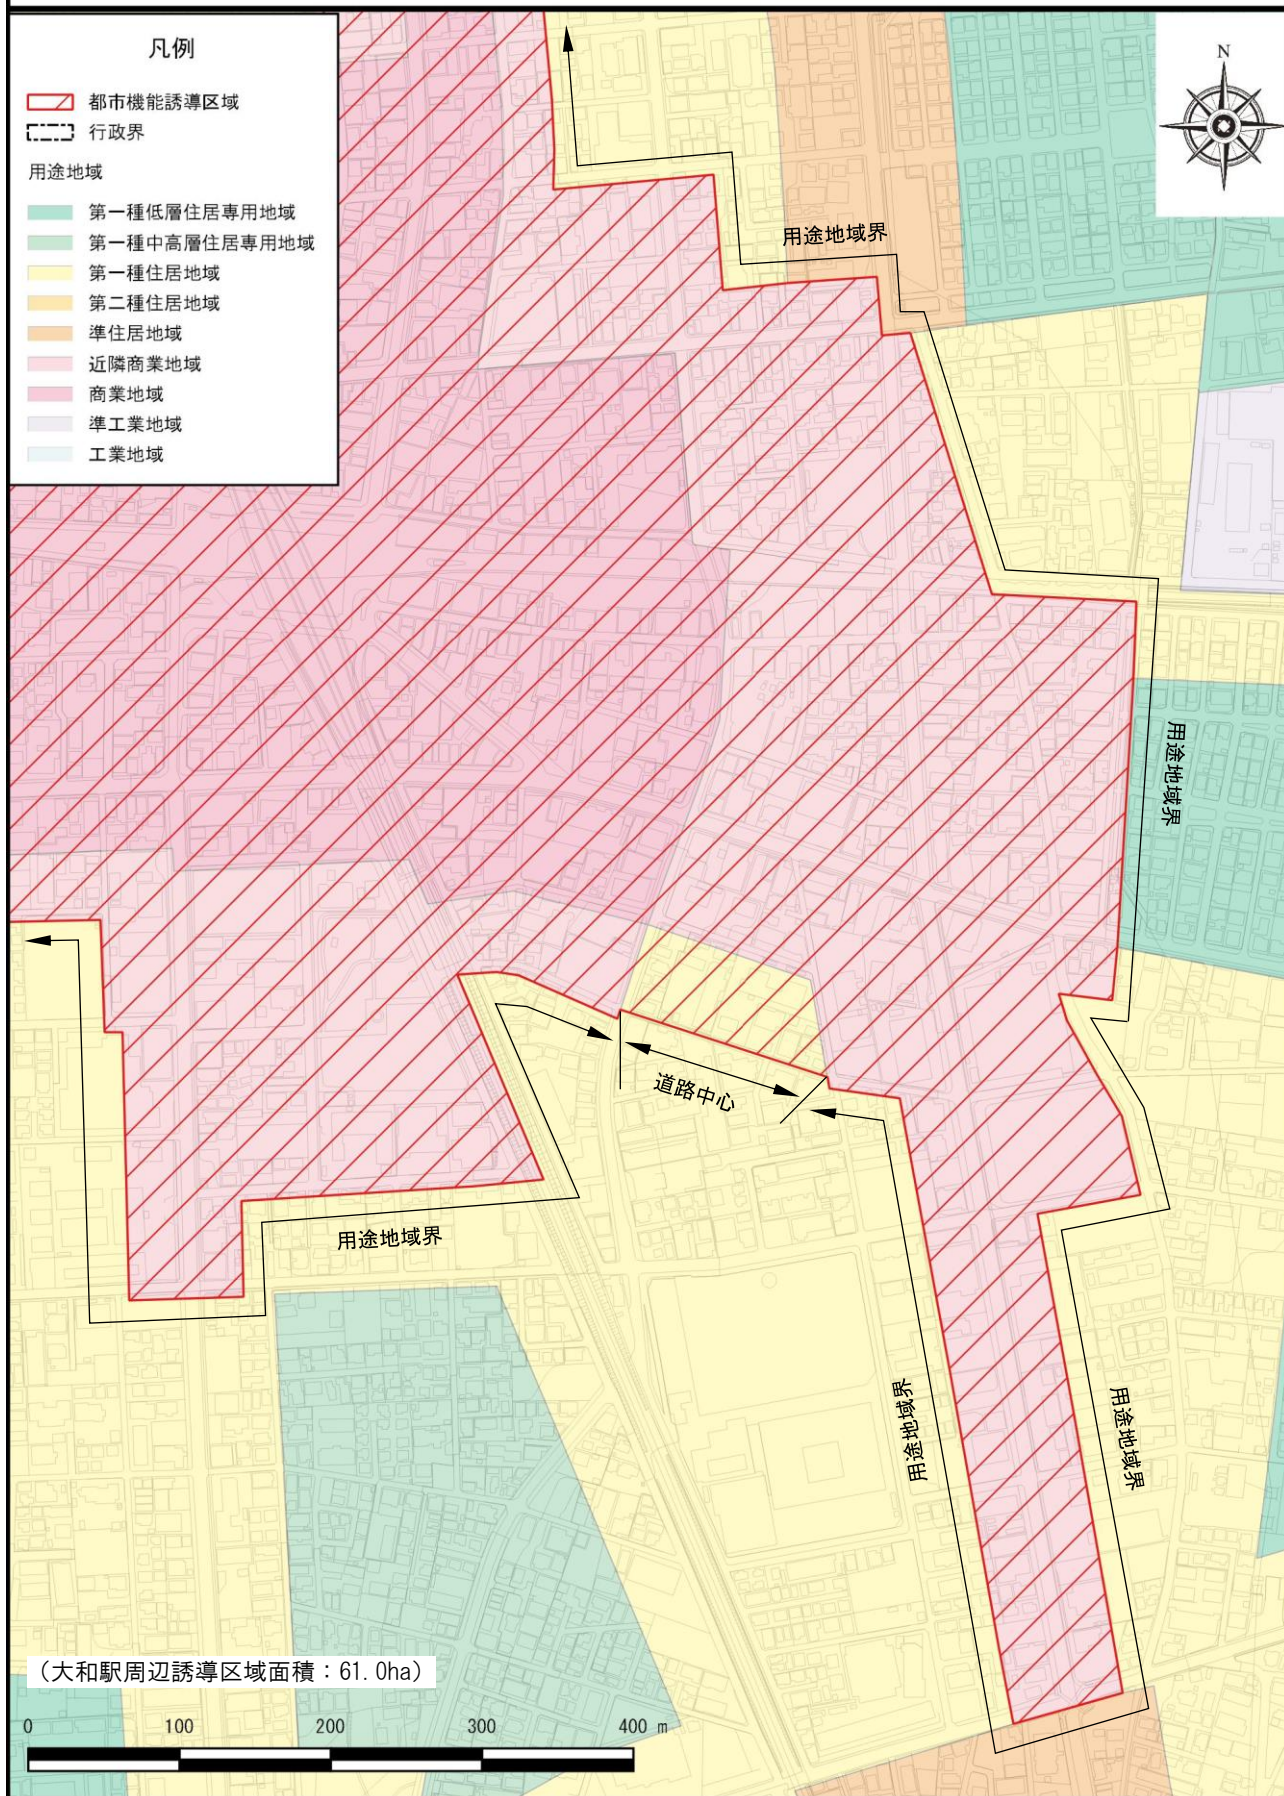 凡例
都市機能誘導区域
行政界
用途地域
第一種低層住居専用地域
第一種中高層住居専用地域
第一種住居地域
第二種住居地域
準住居地域
近隣商業地域
商業地域
準工業地域
工業地域
N
用途地域界
用途地域界
道路中心
用途地域界
用途地域界
用途地域界
（大和駅周辺誘導区域面積：61.0ha）
0 100 200 300 400 m